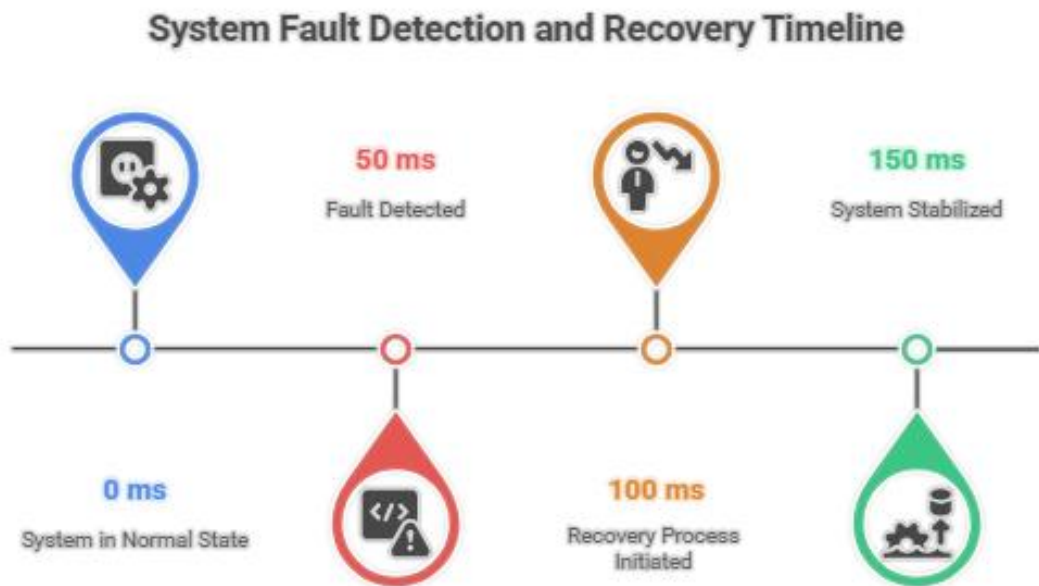 System Fault Detection and Recovery Timeline
50 ms
Fault Detected
150 ms
System Stabilized
</>
0 ms
System in Normal State
100 ms
Recovery Process
Initiated